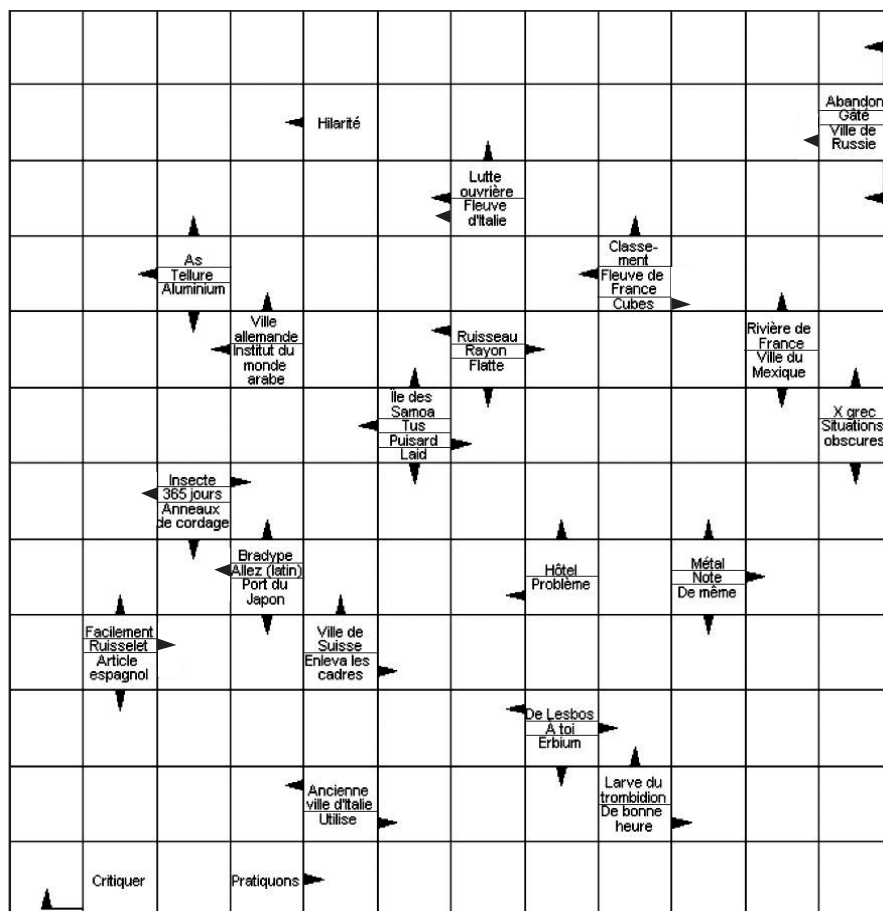 Hilarité
Abandon
Gâté
Ville de
Russie
Lutte
ouvrière
Fleuve
d'Italie
As
Tellure
Aluminium
Classe-
ment
Fleuve de
France
Cubes
Ville
allemande
Institut du
monde
arabe
Ruisseau
Rayon
Flatte
Rivière de
France
Ville du
Mexique
Île des
Samoa
Tus
Puisard
Laid
X grec
Situations
obscures
Insecte
365 jours
Anneaux
de cordage
Bradype
Allez (latin)
Port du
Japon
Hôtel
Problème
Métal
Note
De même
Facilement
Ruisselet
Article
espagnol
Ville de
Suisse
Enleva les
cadres
De Lesbos
À toi
Erbium
Ancienne
ville d'Italie
Utilise
Larve du
trombidion
De bonne
heure
Critiquer
Pratiquons